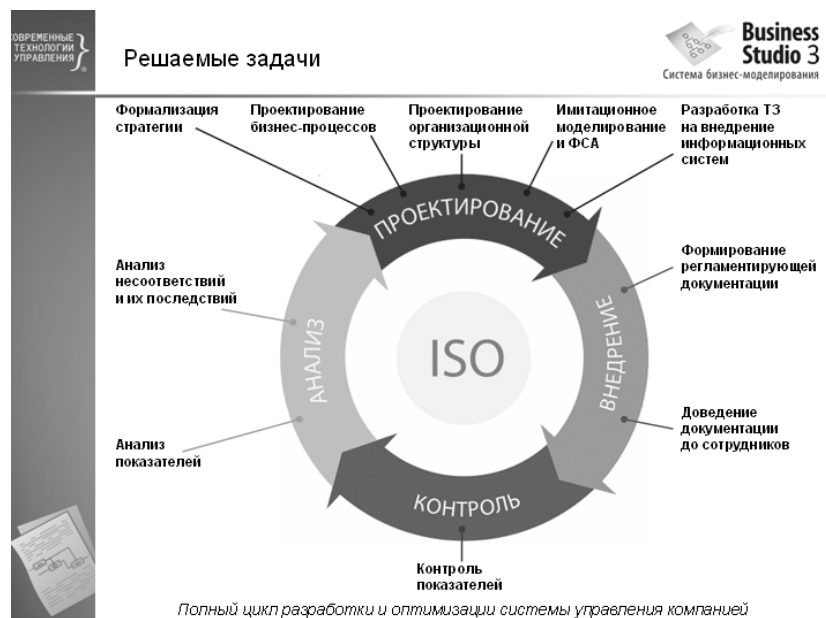 СОВРЕМЕННЫЕ
ТЕХНОЛОГИИ
УПРАВЛЕНИЯ
®
Решаемые задачи
Business
Studio 3
Система бизнес-моделирования
Формализация
стратегии
Проектирование
бизнес-процессов
Проектирование
организационной
структуры
Имитационное
моделирование
и ФСА
Разработка ТЗ
на внедрение
информационных
систем
ПРОЕКТИРОВАНИЕ
Анализ
несоответствий
и их последствий
Формирование
регламентирующей
документации
АНАЛИЗ
ISO
ВНЕДРЕНИЕ
Анализ
показателей
Доведение
документации
до сотрудников
КОНТРОЛЬ
Контроль
показателей
Полный цикл разработки и оптимизации системы управления компанией